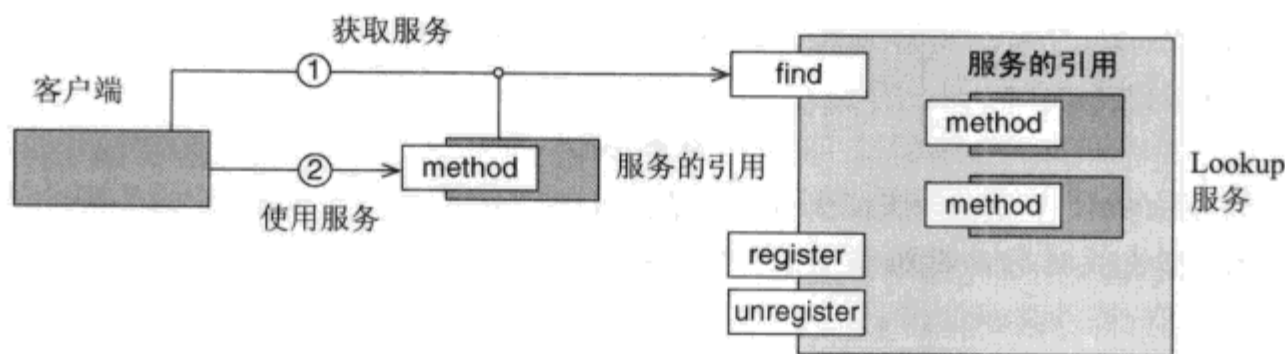 获取服务
客户端
①
find
服务的引用
method
②
method
服务的引用
method
Lookup
服务
使用服务
register
unregister